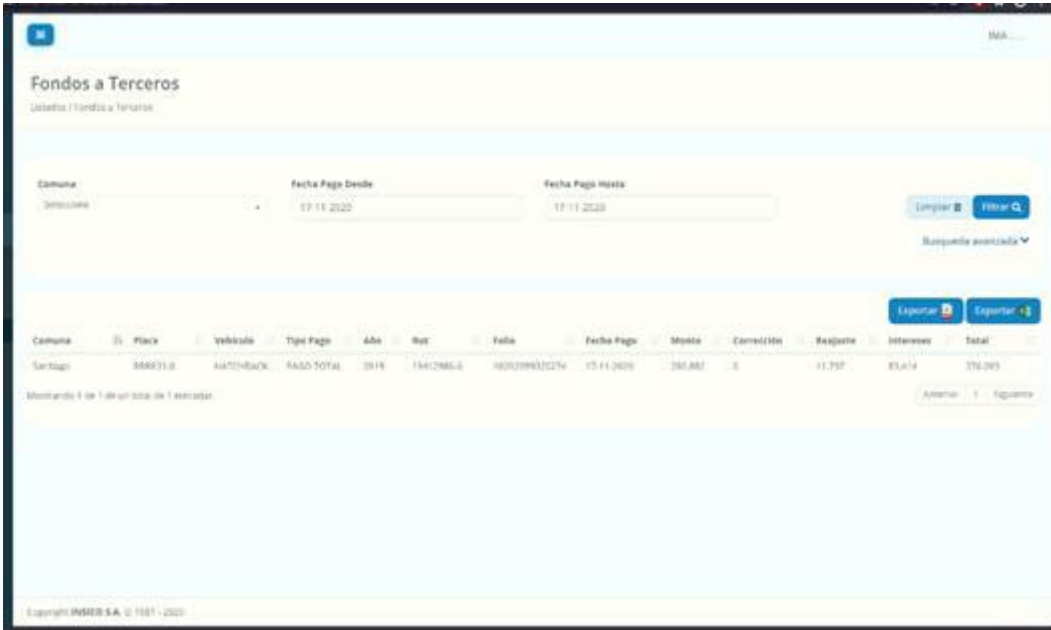 Fondos a Terceros
Listados / Fondos a Terceros
Comuna Fecha Pago Desde Fecha Pago Hasta
Seleccione 17-11-2020 17-11-2020
Limpiar Filtrar
Busqueda avanzada
Exportar Exportar
Comuna Placa Vehículo Tipo Pago Año Rut Folio Fecha Pago Monto Corrección Reajuste Intereses Total
Santiago HATCHBACK PAGO TOTAL 2019 17-11-2020 11.797
Mostrando 1 de 1 de un total de 1 entradas
Anterior 1 Siguiente
Copyright INSICO S.A. © 1981 - 2020